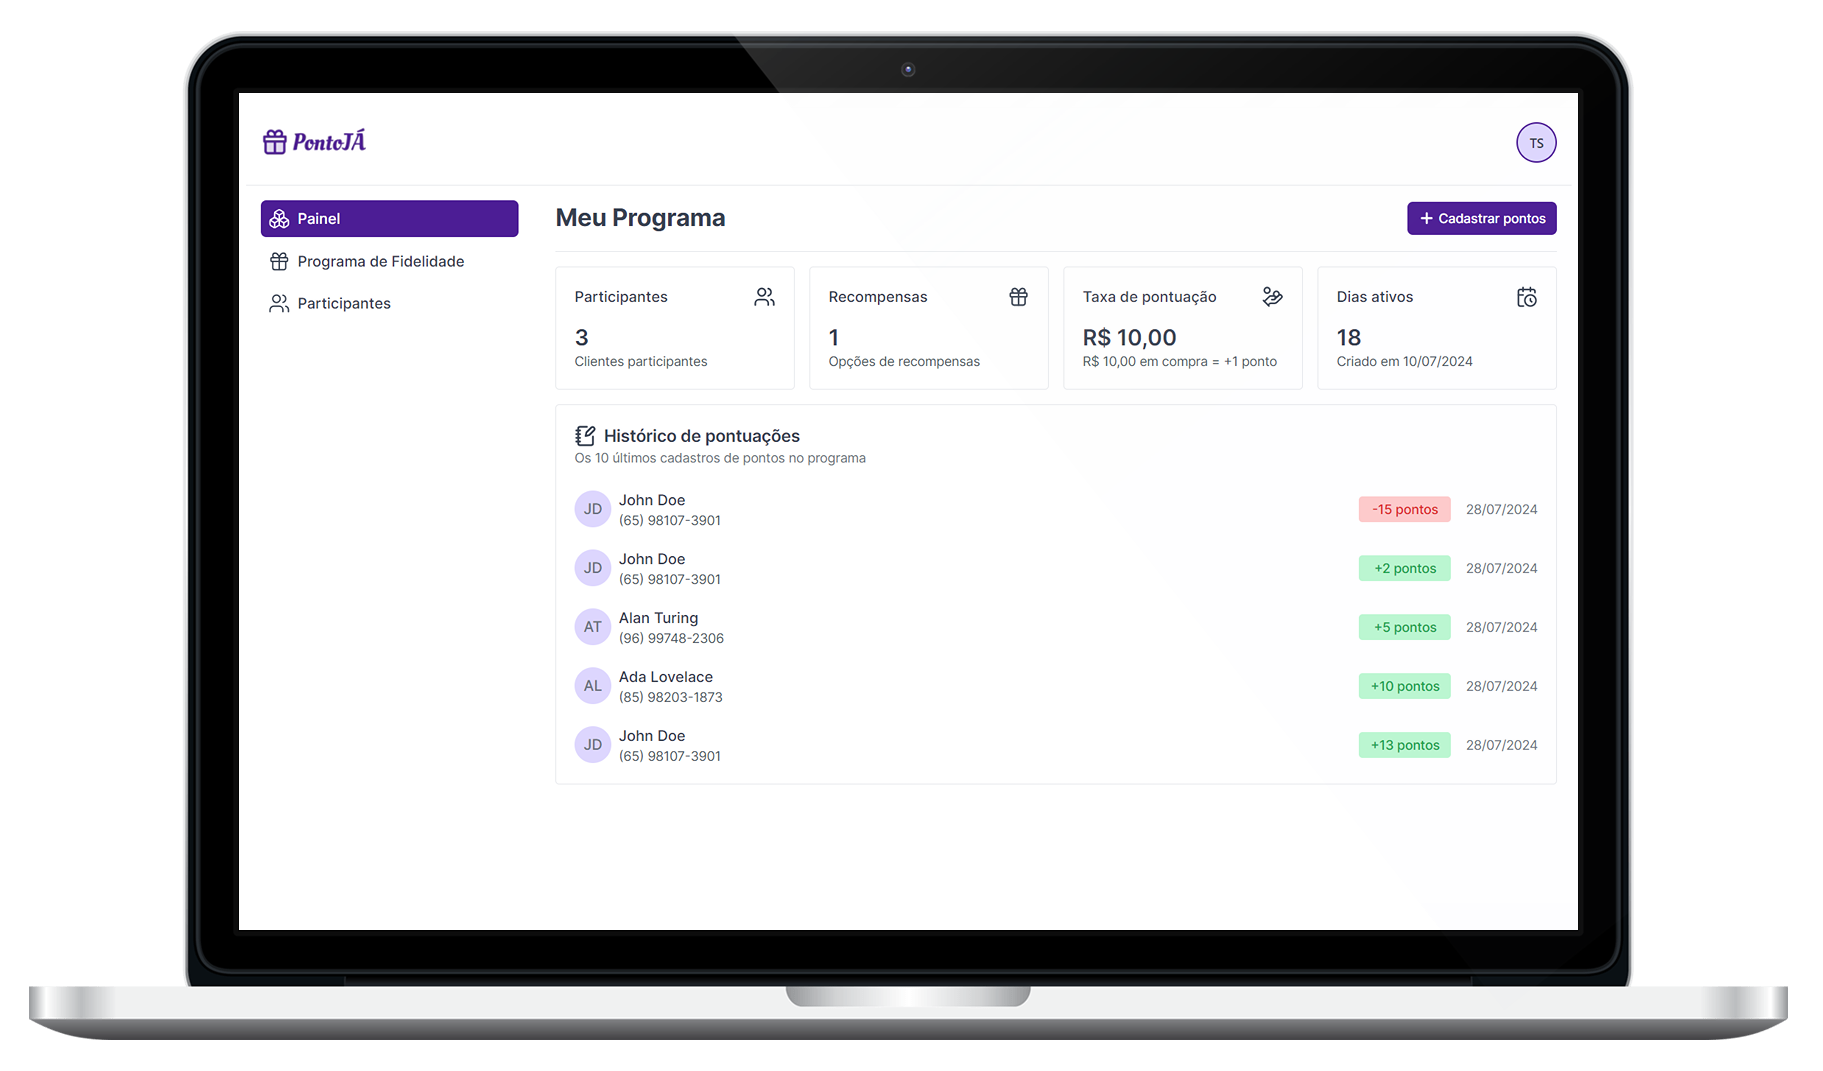 PontoJÁ
TS
Painel
Programa de Fidelidade
Participantes
Meu Programa
+ Cadastrar pontos
Participantes
3
Clientes participantes
Recompensas
1
Opções de recompensas
Taxa de pontuação
R$ 10,00
R$ 10,00 em compra = +1 ponto
Dias ativos
18
Criado em 10/07/2024
Histórico de pontuações
Os 10 últimos cadastros de pontos no programa
JD
John Doe
(65) 98107-3901
-15 pontos
28/07/2024
JD
John Doe
(65) 98107-3901
+2 pontos
28/07/2024
AT
Alan Turing
(96) 99748-2306
+5 pontos
28/07/2024
AL
Ada Lovelace
(85) 98203-1873
+10 pontos
28/07/2024
JD
John Doe
(65) 98107-3901
+13 pontos
28/07/2024